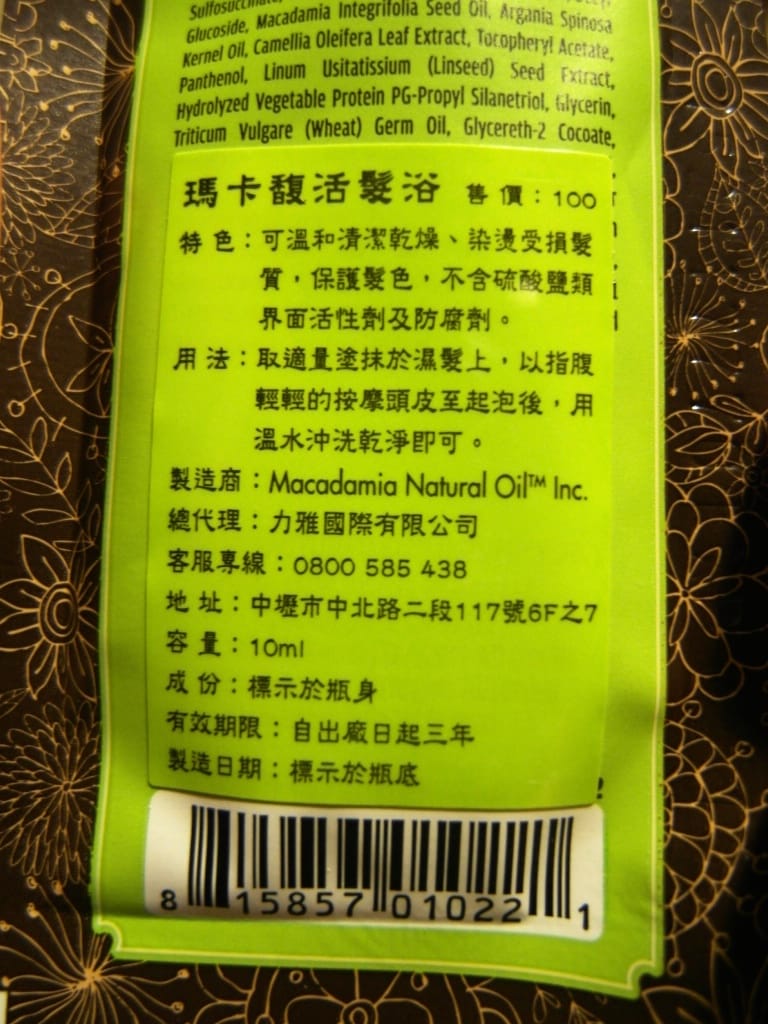 Sulfosuccinate,
Glucoside, Macadamia Integrifolia Seed Oil, Argania Spinosa
Kernel Oil, Camellia Oleifera Leaf Extract, Tocopheryl Acetate,
Panthenol, Linum Usitatissium (Linseed) Seed Extract,
Hydrolyzed Vegetable Protein PG-Propyl Silanetriol, Glycerin,
Triticum Vulgare (Wheat) Germ Oil, Glycereth-2 Cocoate,
瑪卡馥活髮浴 售價：100
特色：可溫和清潔乾燥、染燙受損髮
質，保護髮色，不含硫酸鹽類
界面活性劑及防腐劑。
用法：取適量塗抹於濕髮上，以指腹
輕輕的按摩頭皮至起泡後，用
溫水沖洗乾淨即可。
製造商：Macadamia Natural Oil™ Inc.
總代理：力雅國際有限公司
客服專線：0800 585 438
地址：中壢市中北路二段117號6F之7
容量：10ml
成份：標示於瓶身
有效期限：自出廠日起三年
製造日期：標示於瓶底
8 15857 01022 1